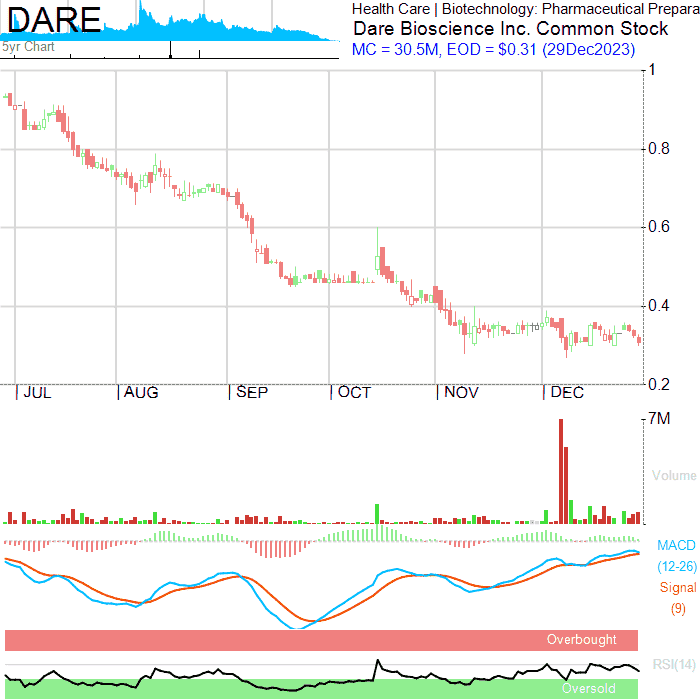 DARE
5yr Chart
Health Care | Biotechnology: Pharmaceutical Prepara
Dare Bioscience Inc. Common Stock
MC = 30.5M, EOD = $0.31 (29Dec2023)
1
0.8
0.6
0.4
0.2
JUL AUG SEP OCT NOV DEC
7M
Volume
MACD
(12-26)
Signal
(9)
Overbought
RSI(14)
Oversold